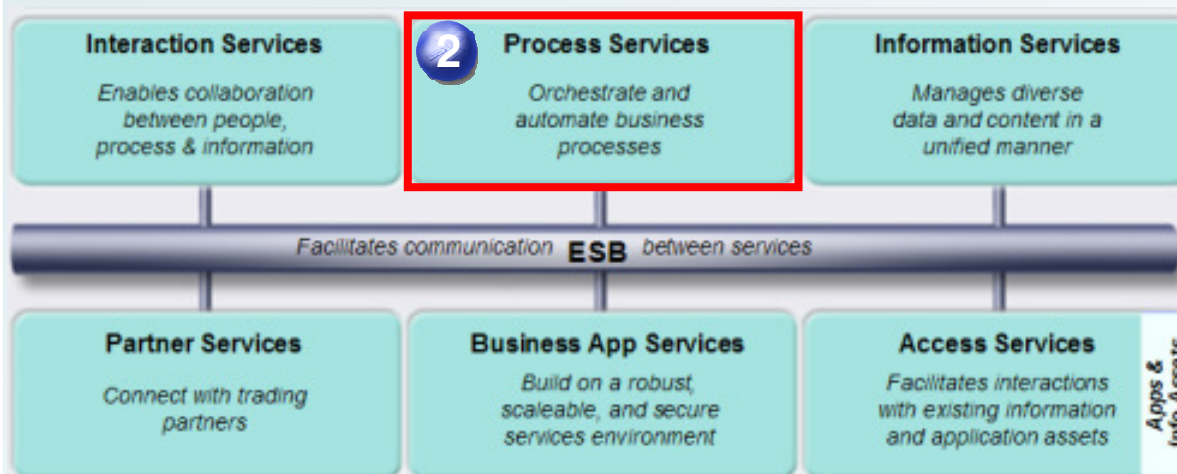 Interaction Services
Enables collaboration
between people,
process & information
2
Process Services
Orchestrate and
automate business
processes
Information Services
Manages diverse
data and content in a
unified manner
Facilitates communication ESB between services
Partner Services
Connect with trading
partners
Business App Services
Build on a robust,
scaleable, and secure
services environment
Access Services
Facilitates interactions
with existing information
and application assets
Apps &
Info Assets